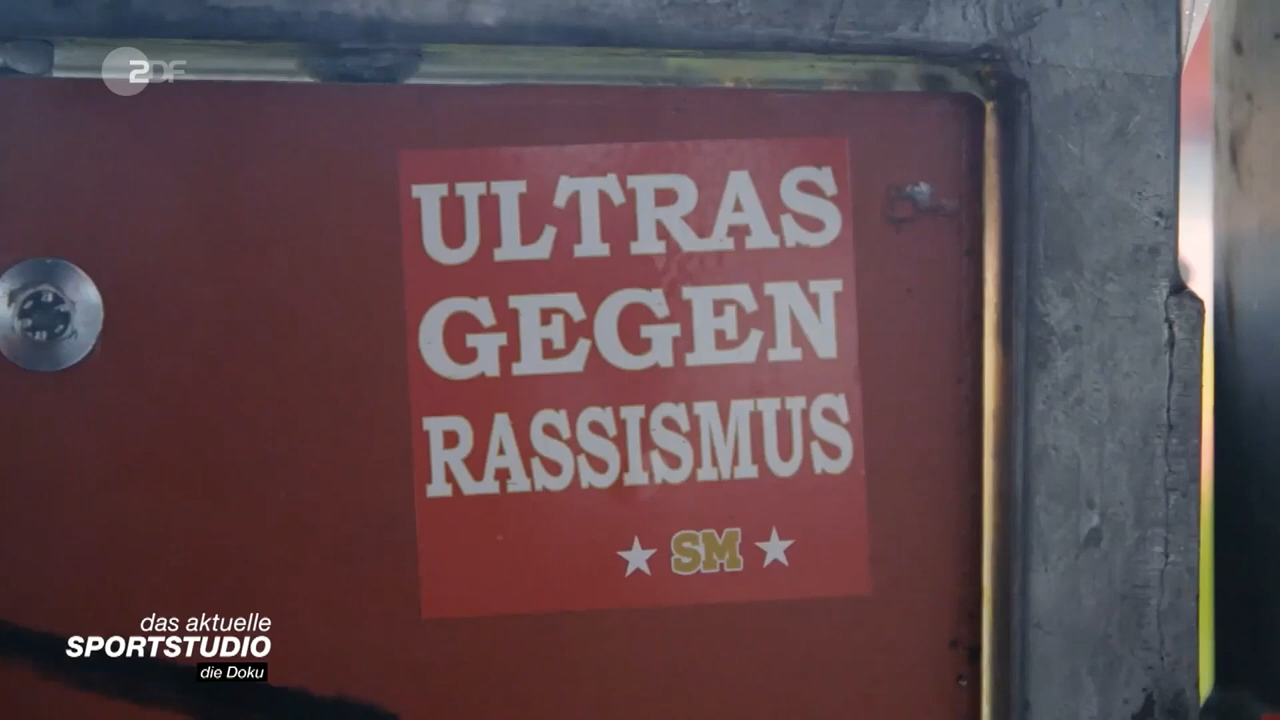 2DF
ULTRAS
GEGEN
RASSISMUS
SM
das aktuelle
SPORTSTUDIO
die Doku